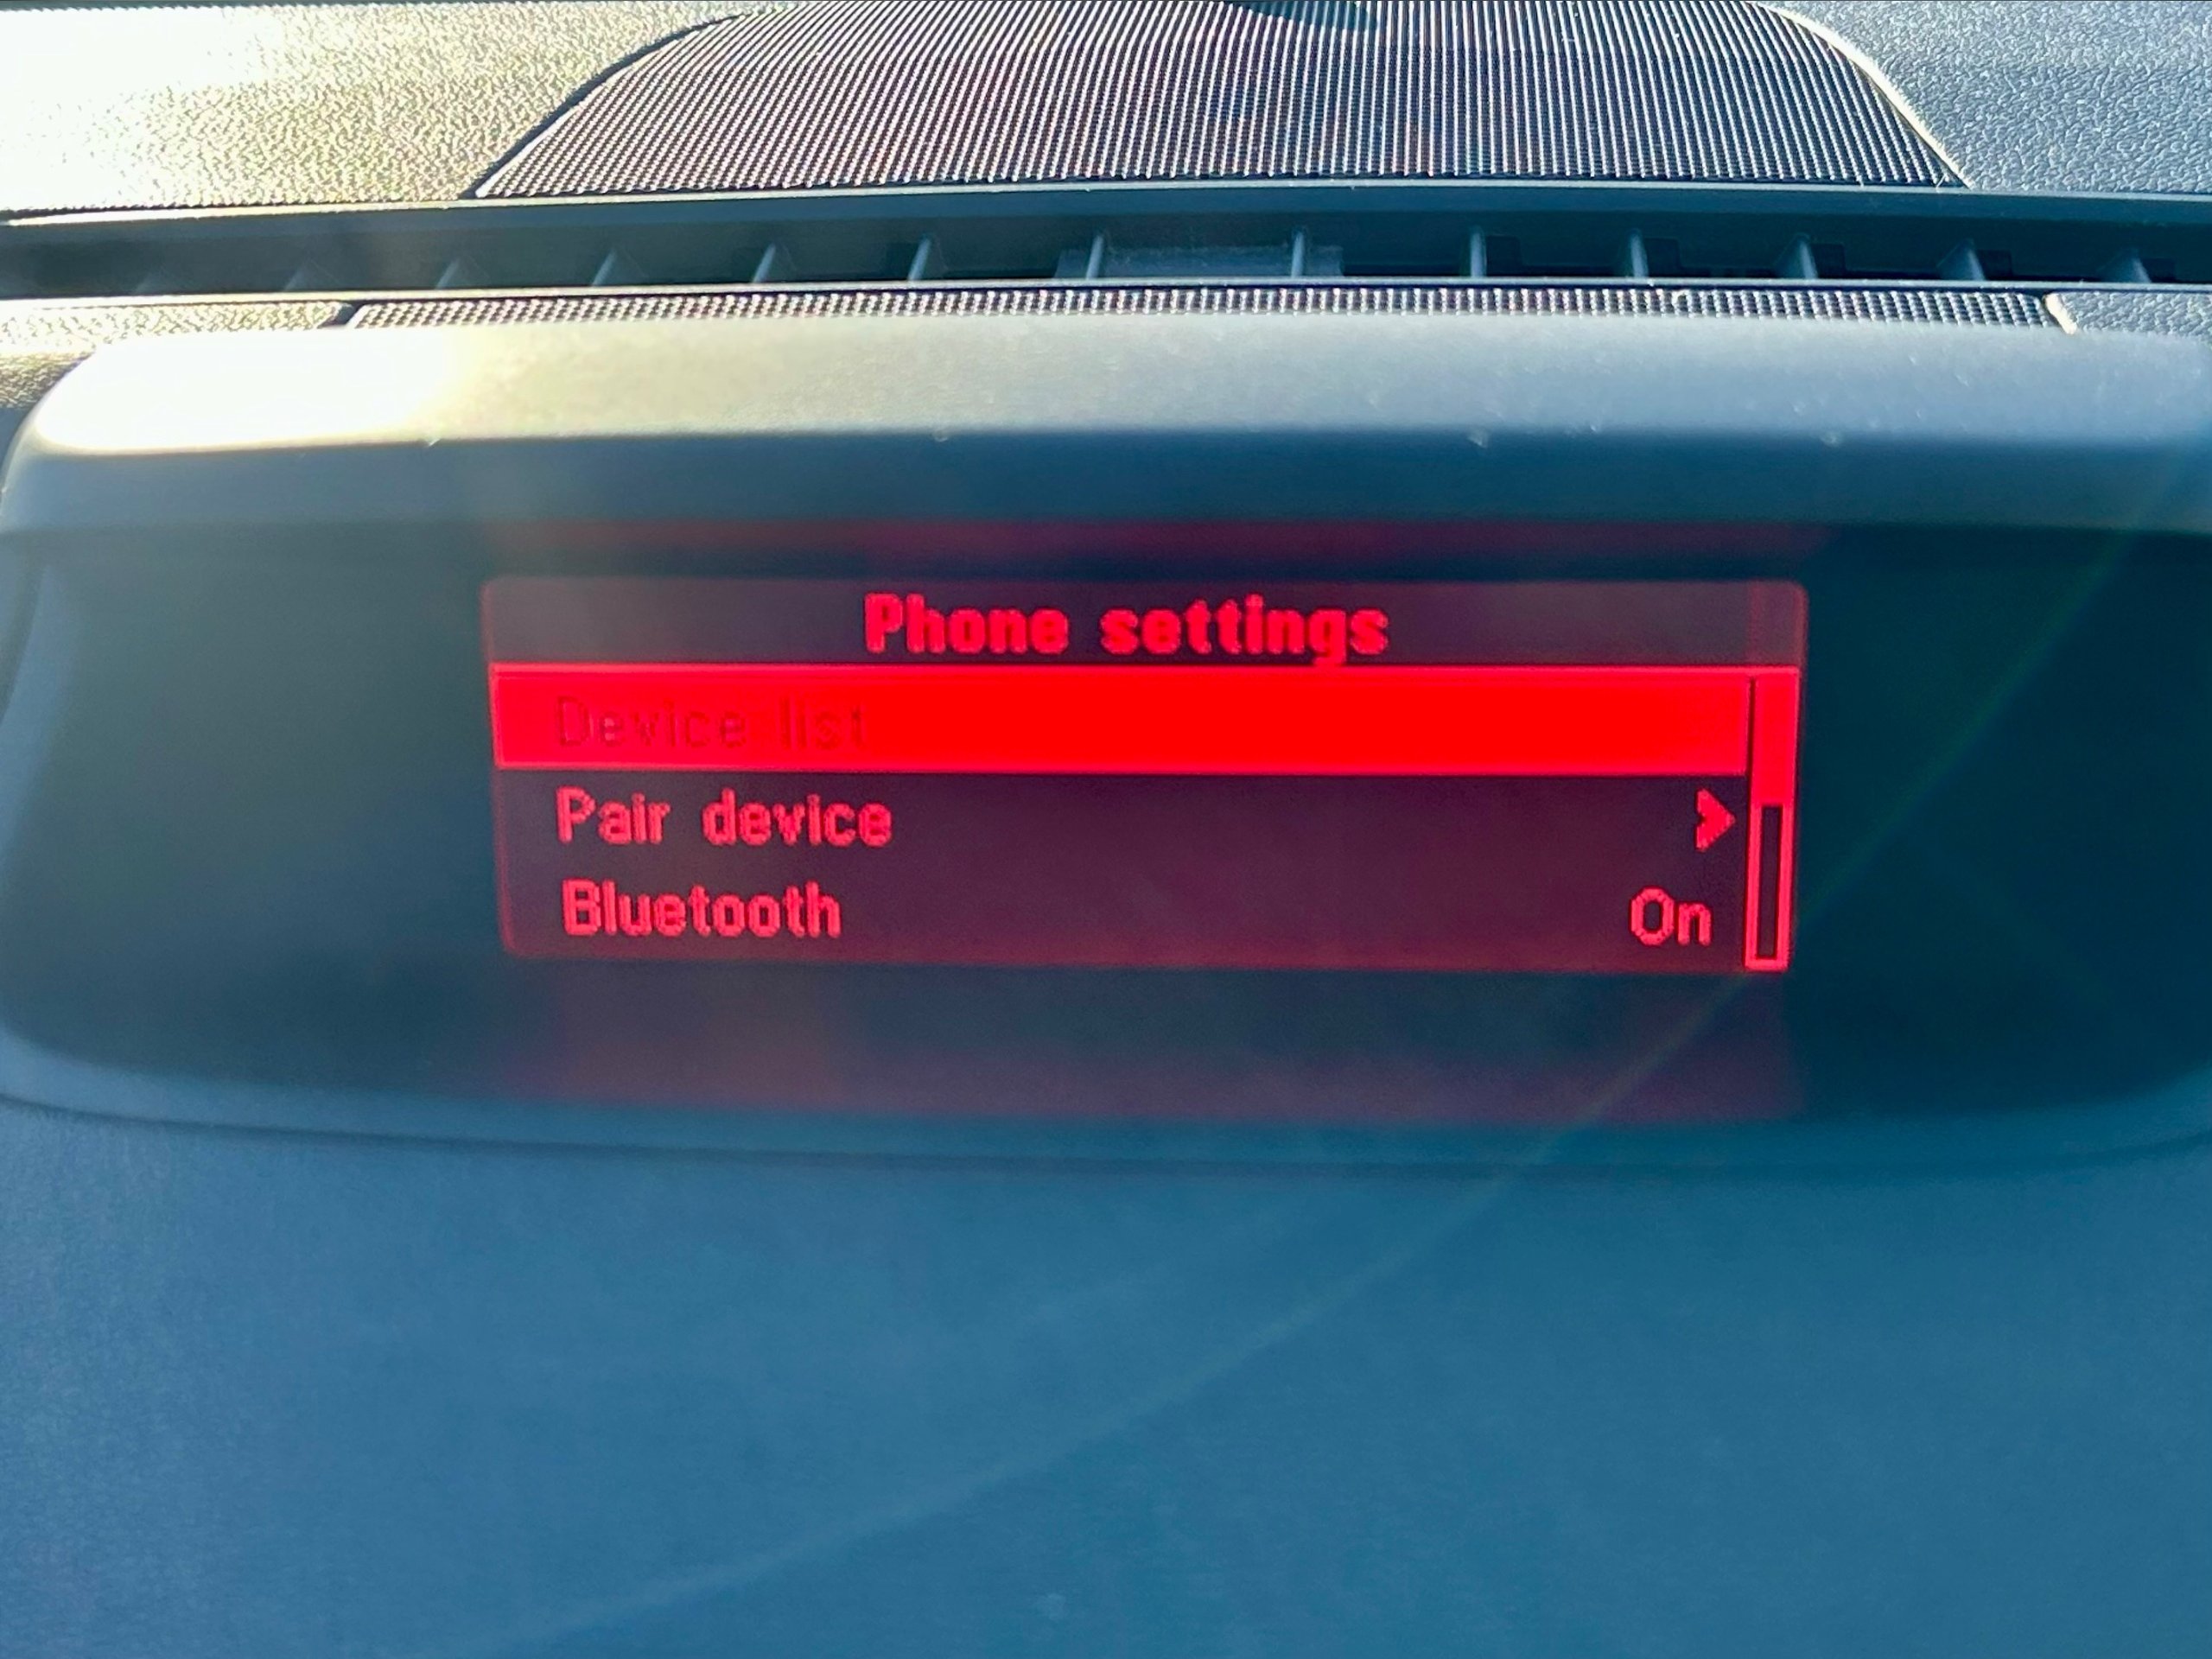 Phone settings
Device list
Pair device
Bluetooth On